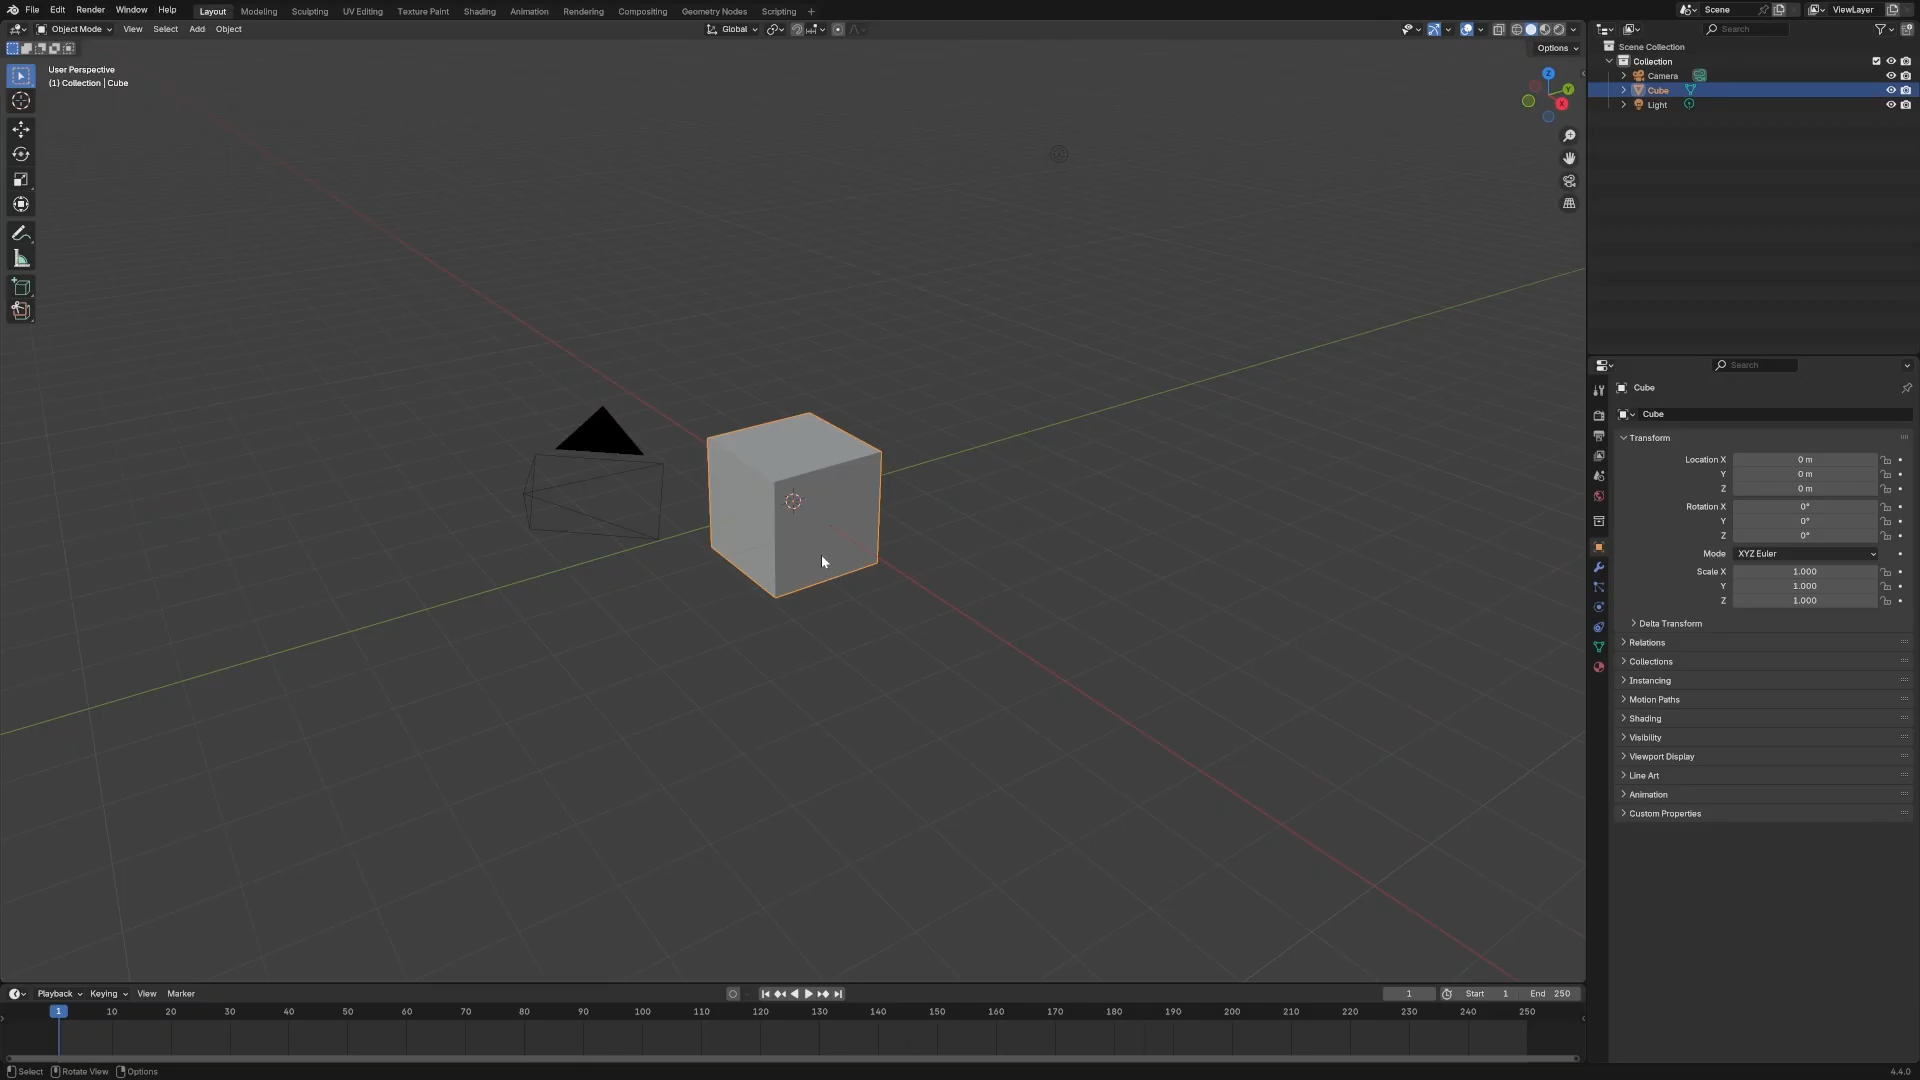 File Edit Render Window Help Layout Modeling Sculpting UV Editing Texture Paint Shading Animation Rendering Compositing Geometry Nodes Scripting + Scene ViewLayer
Object Mode View Select Add Object Global Search
Options
User Perspective
(1) Collection | Cube
Z
Y
X
Scene Collection
Collection
Camera
Cube
Light
Search
Cube
Cube
Transform
Location X 0 m
Y 0 m
Z 0 m
Rotation X 0°
Y 0°
Z 0°
Mode XYZ Euler
Scale X 1.000
Y 1.000
Z 1.000
Delta Transform
Relations
Collections
Instancing
Motion Paths
Shading
Visibility
Viewport Display
Line Art
Animation
Custom Properties
Playback Keying View Marker 1 Start 1 End 250
1 10 20 30 40 50 60 70 80 90 100 110 120 130 140 150 160 170 180 190 200 210 220 230 240 250
Select Rotate View Options 4.4.0